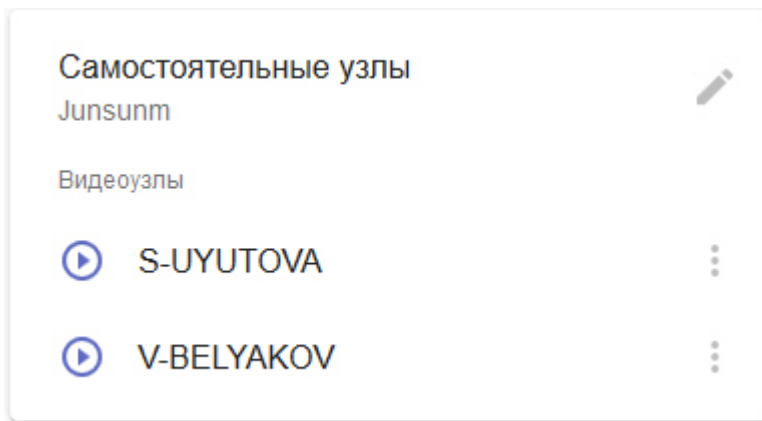 Самостоятельные узлы
Junsunm
Видеоузлы
S-UYUTOVA
V-BELYAKOV